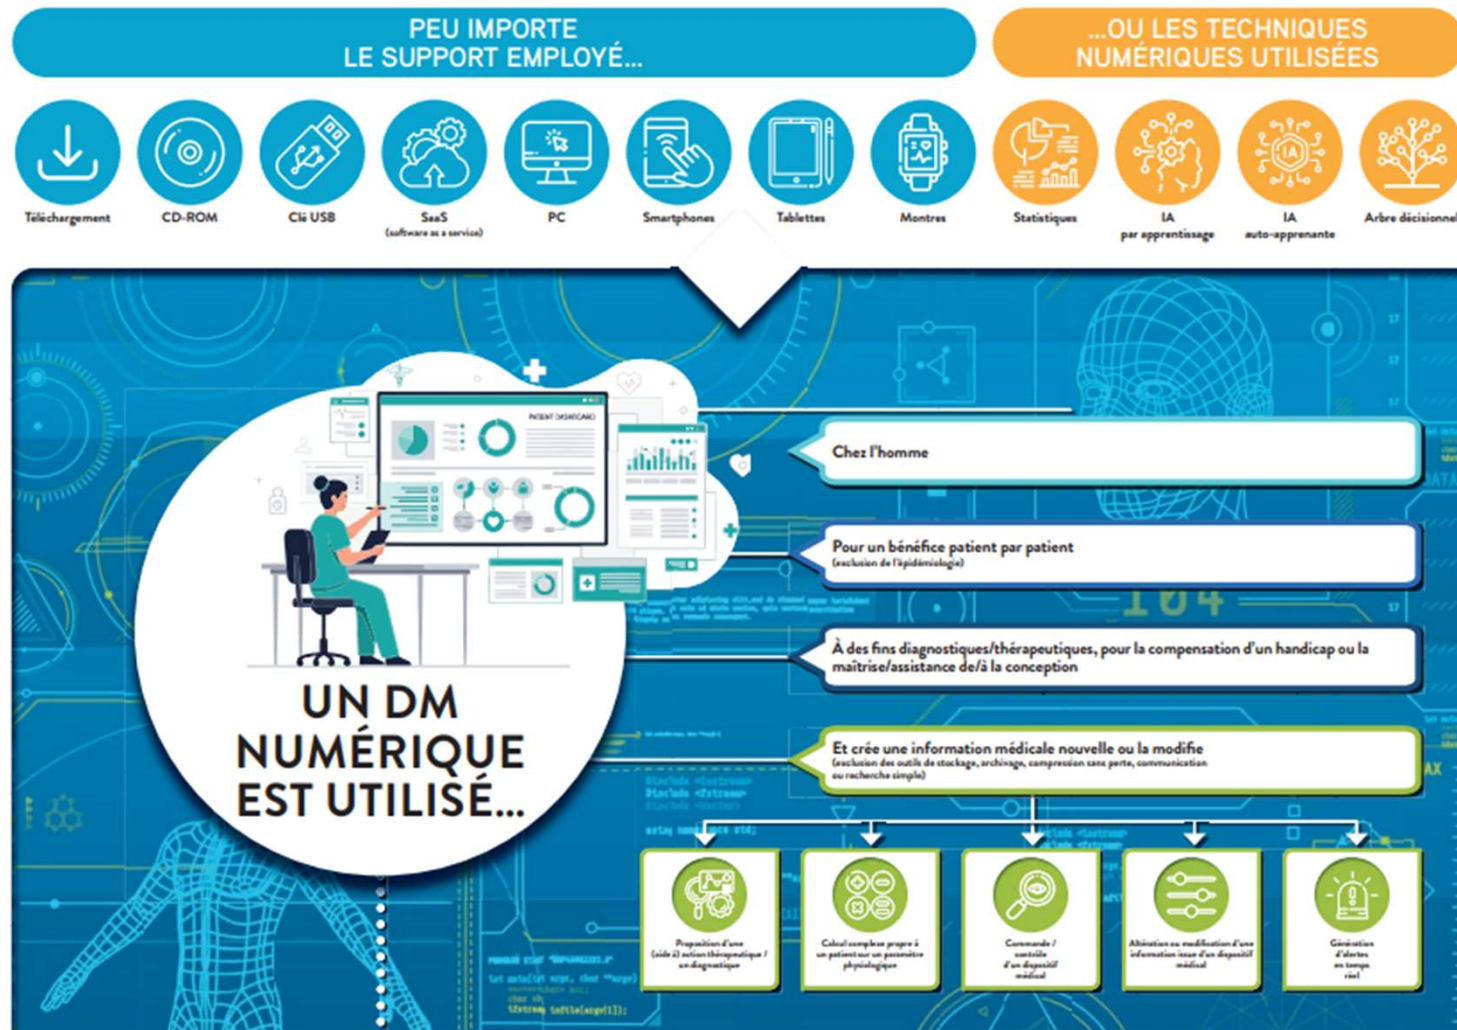 PEU IMPORTE
LE SUPPORT EMPLOYÉ...
...OU LES TECHNIQUES
NUMÉRIQUES UTILISÉES
Téléchargement
CD-ROM
Clé USB
SaaS
(software as a service)
PC
Smartphones
Tablettes
Montres
Statistiques
IA
par apprentissage
IA
IA
auto-apprenante
Arbre décisionnel
PATIENT DASHBOARD
UN DM
NUMÉRIQUE
EST UTILISÉ...
Chez l'homme
Pour un bénéfice patient par patient
(exclusion de l'épidémiologie)
104
À des fins diagnostiques/thérapeutiques, pour la compensation d'un handicap ou la
maîtrise/assistance de/à la conception
Et crée une information médicale nouvelle ou la modifie
(exclusion des outils de stockage, archivage, compression sans perte, communication
ou recherche simple)
Proposition d'une
(aide à) action thérapeutique /
un diagnostique
Calcul complexe propre à
un patient sur un paramètre
physiologique
Commande /
contrôle
d'un dispositif
médical
Altération ou modification d'une
information issue d'un dispositif
médical
Génération
d'alertes
en temps
réel
17
17
17
17